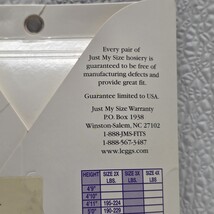 Every pair of
Just My Size hosiery is
guaranteed to be free of
manufacturing defects and
provide great fit.
Guarantee limited to USA.
Just My Size Warranty
P.O. Box 1938
Winston-Salem, NC 27102
1-888-JMS-FITS
1-888-567-3487
www.leggs.com
HEIGHT SIZE 2X LBS. SIZE 3X LBS. SIZE 4X LBS.
4'9"
4'10"
4'11" 190-224
5'0" 190-229